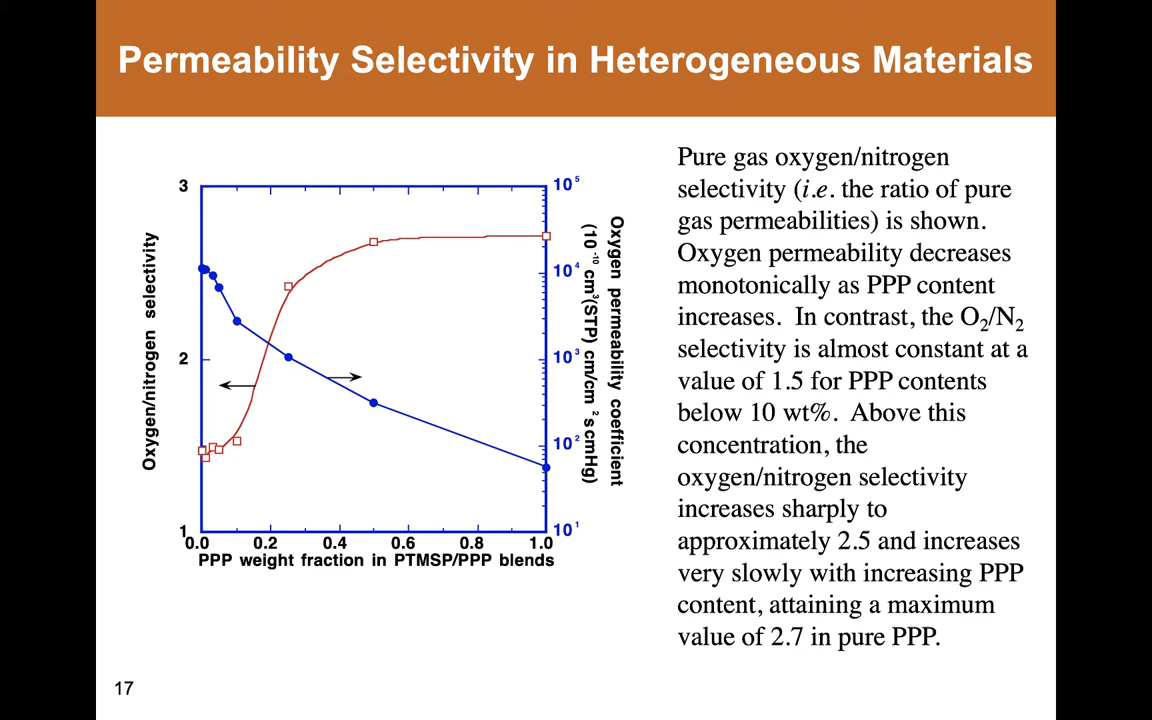 Permeability Selectivity in Heterogeneous Materials
3
2
1
Oxygen/nitrogen selectivity
0.0 0.2 0.4 0.6 0.8 1.0
PPP weight fraction in PTMSP/PPP blends
10⁵
10⁴
10³
10²
10¹
Oxygen permeability coefficient
(10⁻¹⁰ cm³(STP) cm/cm² s cmHg)
Pure gas oxygen/nitrogen
selectivity (i.e. the ratio of pure
gas permeabilities) is shown.
Oxygen permeability decreases
monotonically as PPP content
increases. In contrast, the O₂/N₂
selectivity is almost constant at a
value of 1.5 for PPP contents
below 10 wt%. Above this
concentration, the
oxygen/nitrogen selectivity
increases sharply to
approximately 2.5 and increases
very slowly with increasing PPP
content, attaining a maximum
value of 2.7 in pure PPP.
17